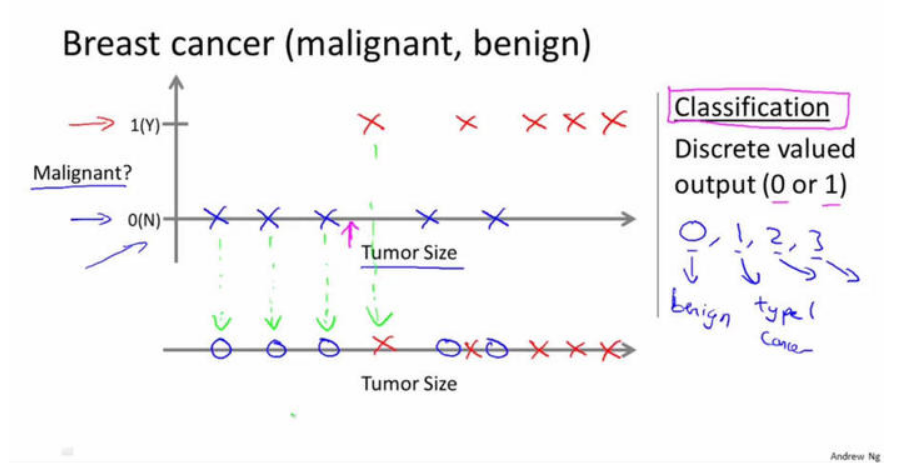 Breast cancer (malignant, benign)
1(Y)
Malignant?
0(N)
Tumor Size
Tumor Size
Classification
Discrete valued
output (0 or 1)
0, 1, 2, 3
benign
type 1
cancer
Andrew Ng